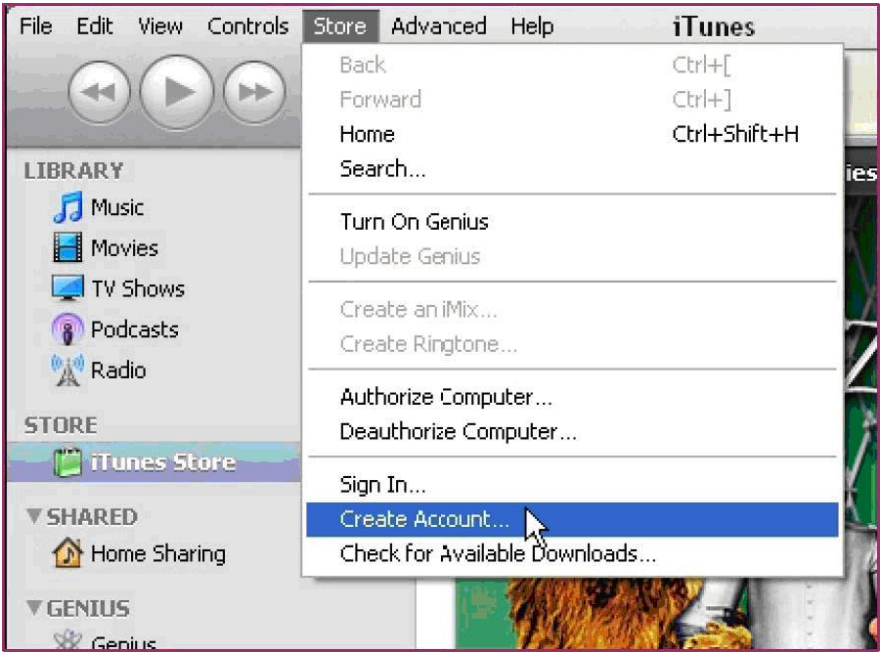 File Edit View Controls Store Advanced Help iTunes
Back Ctrl+[
Forward Ctrl+]
Home Ctrl+Shift+H
Search...
Turn On Genius
Update Genius
Create an iMix...
Create Ringtone...
Authorize Computer...
Deauthorize Computer...
Sign In...
Create Account...
Check for Available Downloads...
LIBRARY
Music
Movies
TV Shows
Podcasts
Radio
STORE
iTunes Store
SHARED
Home Sharing
GENIUS
Genius
ies